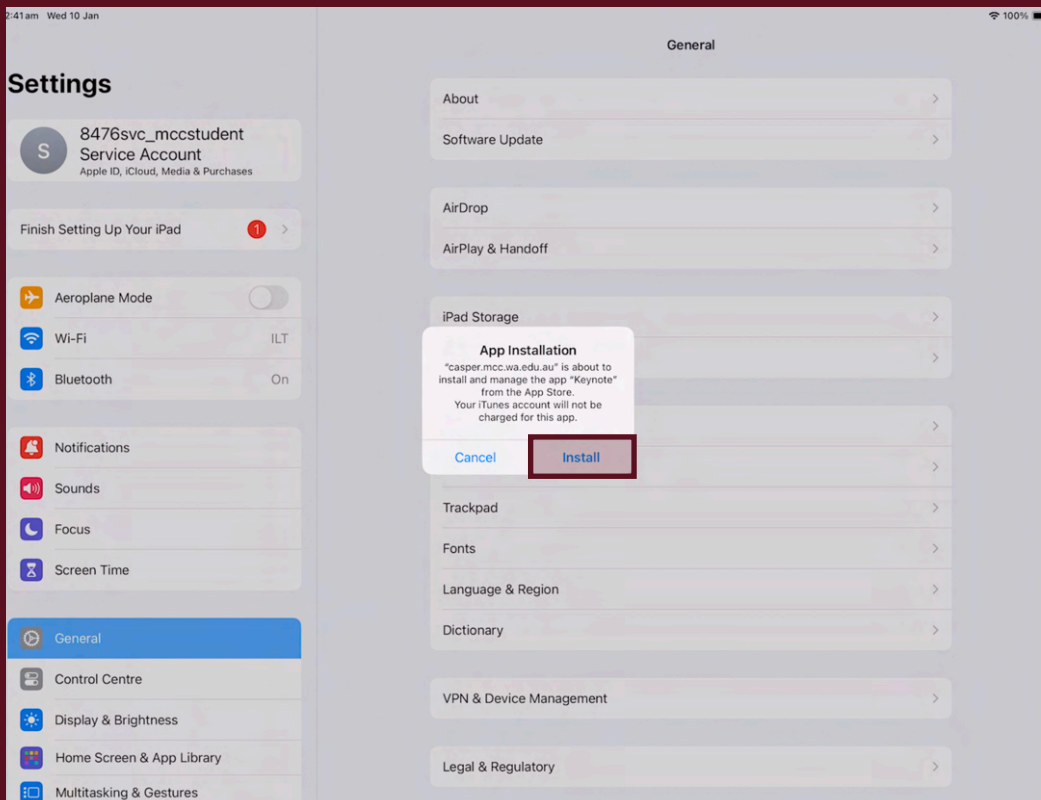 2:41am Wed 10 Jan
100%
Settings
S
8476svc_mccstudent
Service Account
Apple ID, iCloud, Media & Purchases
Finish Setting Up Your iPad
1
Aeroplane Mode
Wi-Fi
ILT
Bluetooth
On
Notifications
Sounds
Focus
Screen Time
General
Control Centre
Display & Brightness
Home Screen & App Library
Multitasking & Gestures
General
About
Software Update
AirDrop
AirPlay & Handoff
iPad Storage
App Installation
"casper.mcc.wa.edu.au" is about to
install and manage the app "Keynote"
from the App Store.
Your iTunes account will not be
charged for this app.
Cancel
Install
Trackpad
Fonts
Language & Region
Dictionary
VPN & Device Management
Legal & Regulatory